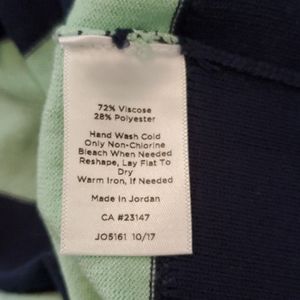 72% Viscose
28% Polyester
Hand Wash Cold
Only Non-Chlorine
Bleach When Needed
Reshape, Lay Flat To
Dry
Warm Iron, If Needed
Made in Jordan
CA #23147
JO5161 10/17